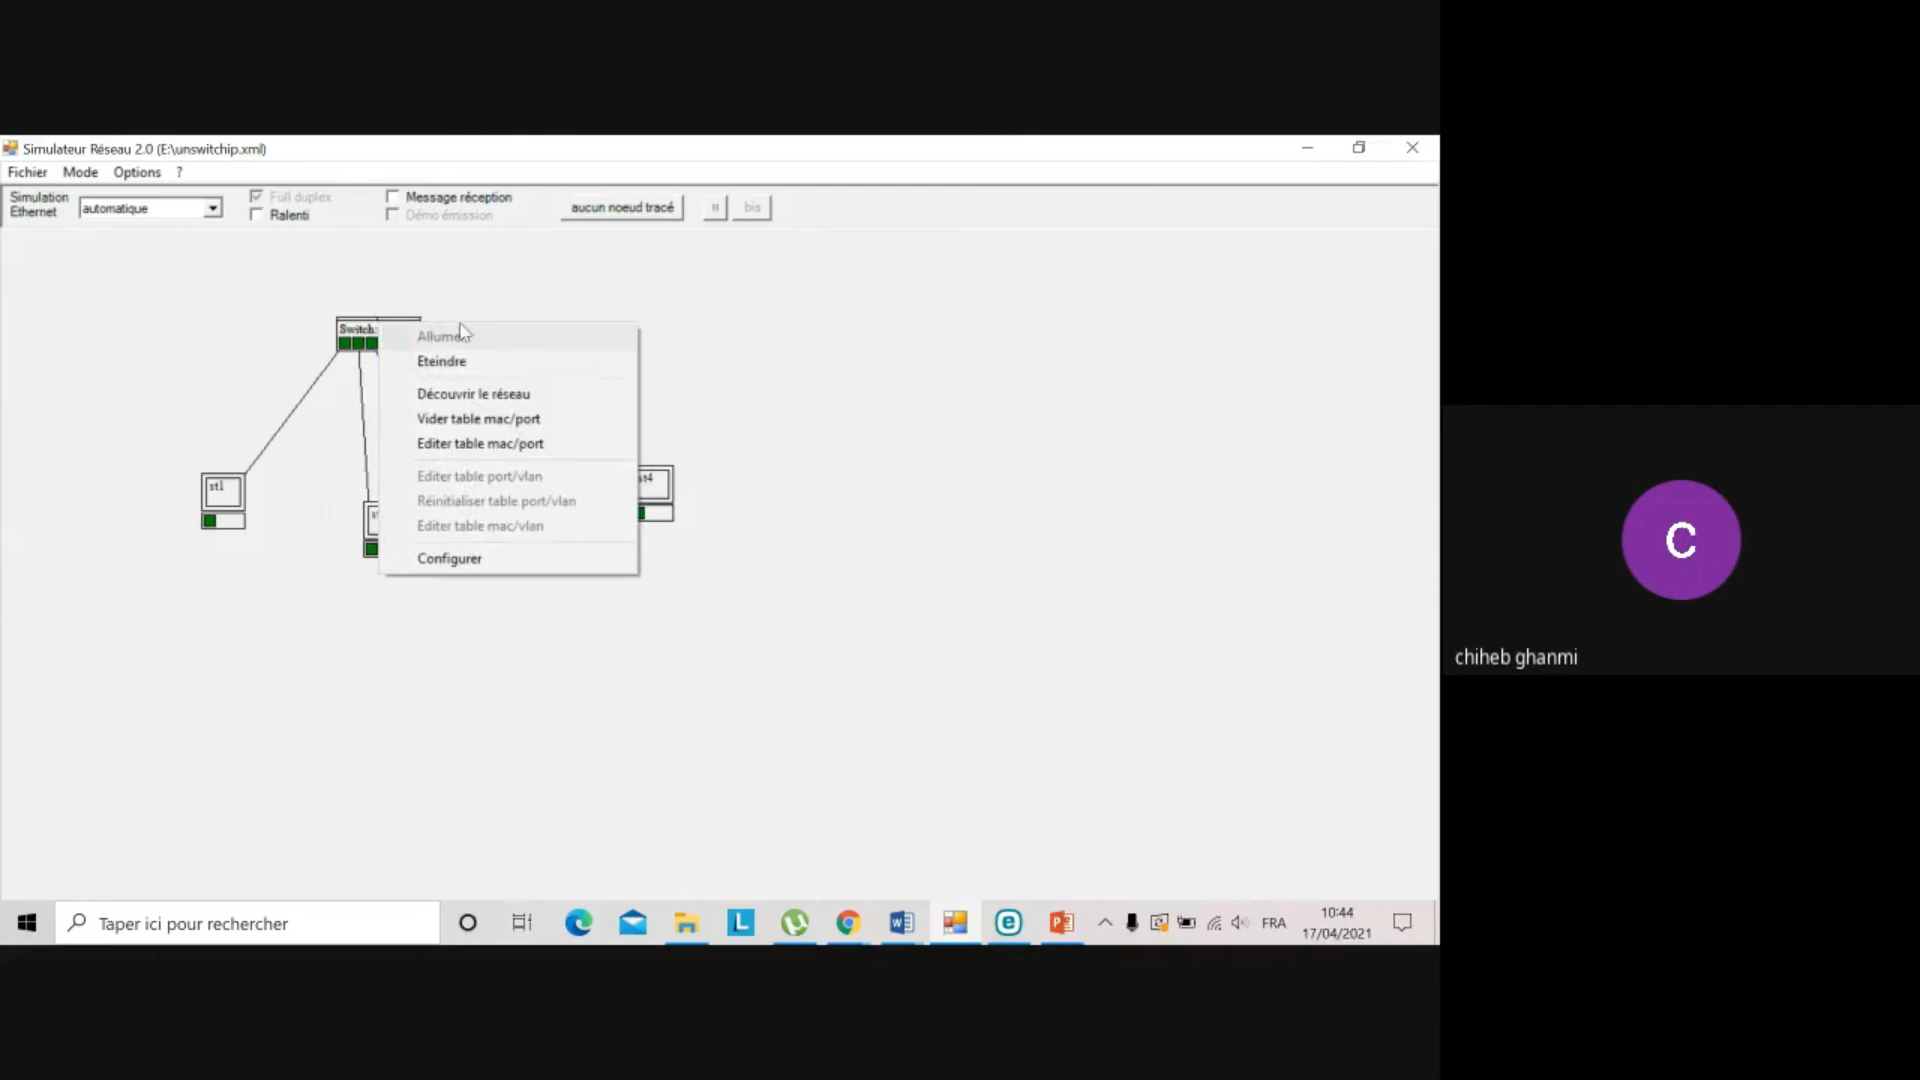 Simulateur Réseau 2.0 (E:\unswitchip.xml)
Fichier Mode Options ?
Simulation
Ethernet
automatique
Full duplex
Ralenti
Message réception
Démo émission
aucun noeud tracé
II
bis
Switch
Allume
Eteindre
Découvrir le réseau
Vider table mac/port
Editer table mac/port
Editer table port/vlan
Réinitialiser table port/vlan
Editer table mac/vlan
Configurer
st1
st4
C
chiheb ghanmi
Taper ici pour rechercher
FRA
10:44
17/04/2021